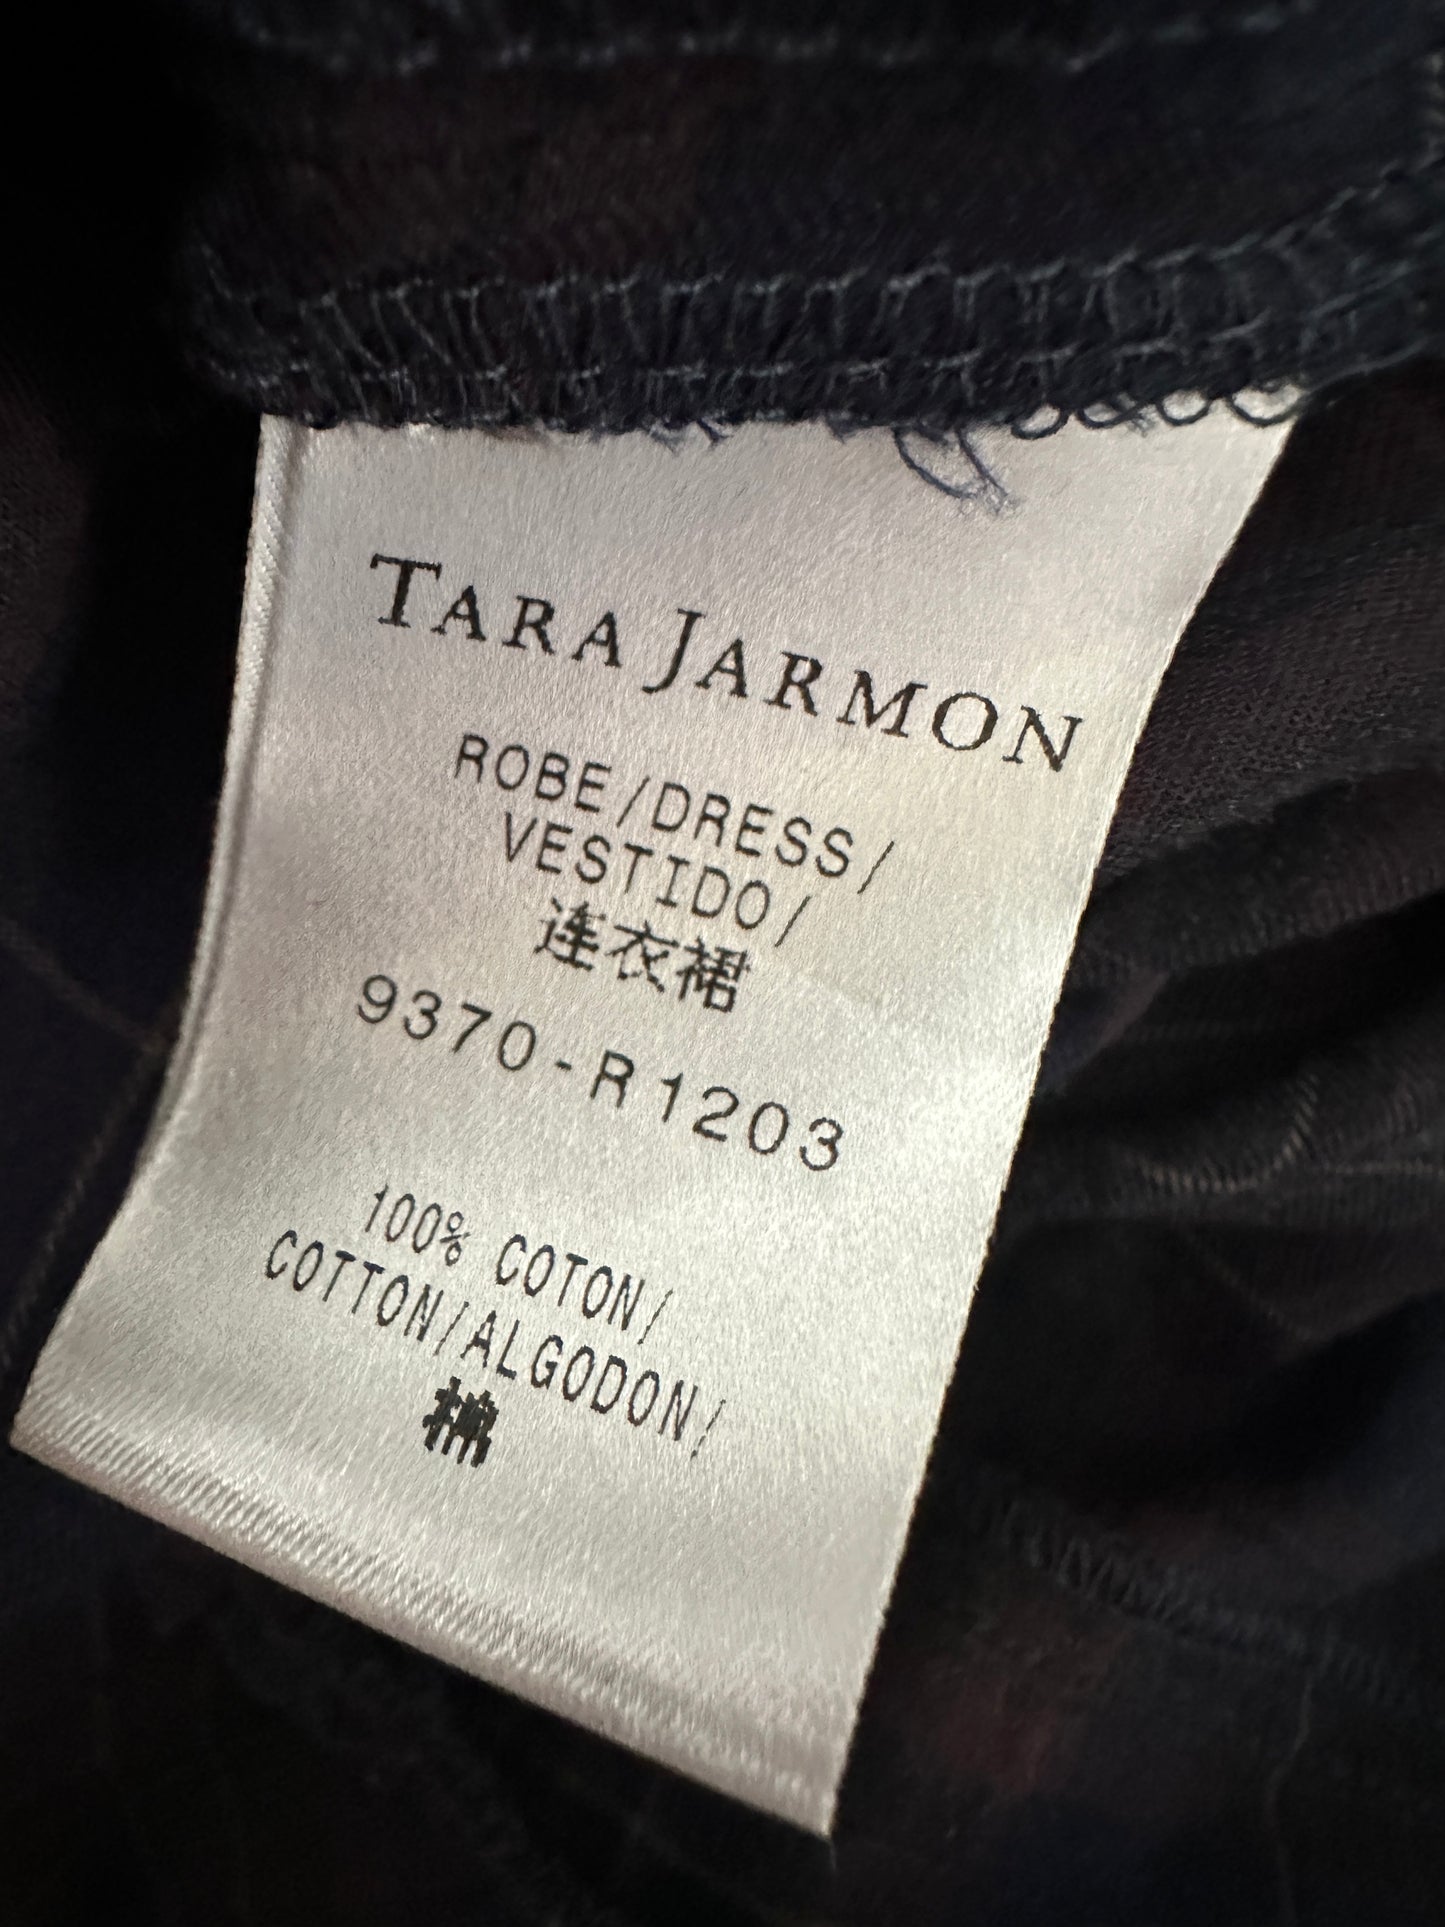 TARA JARMON
ROBE/DRESS/
VESTIDO/
连衣裙
9370-R1203
100% COTON/
COTTON/ALGODON/
棉